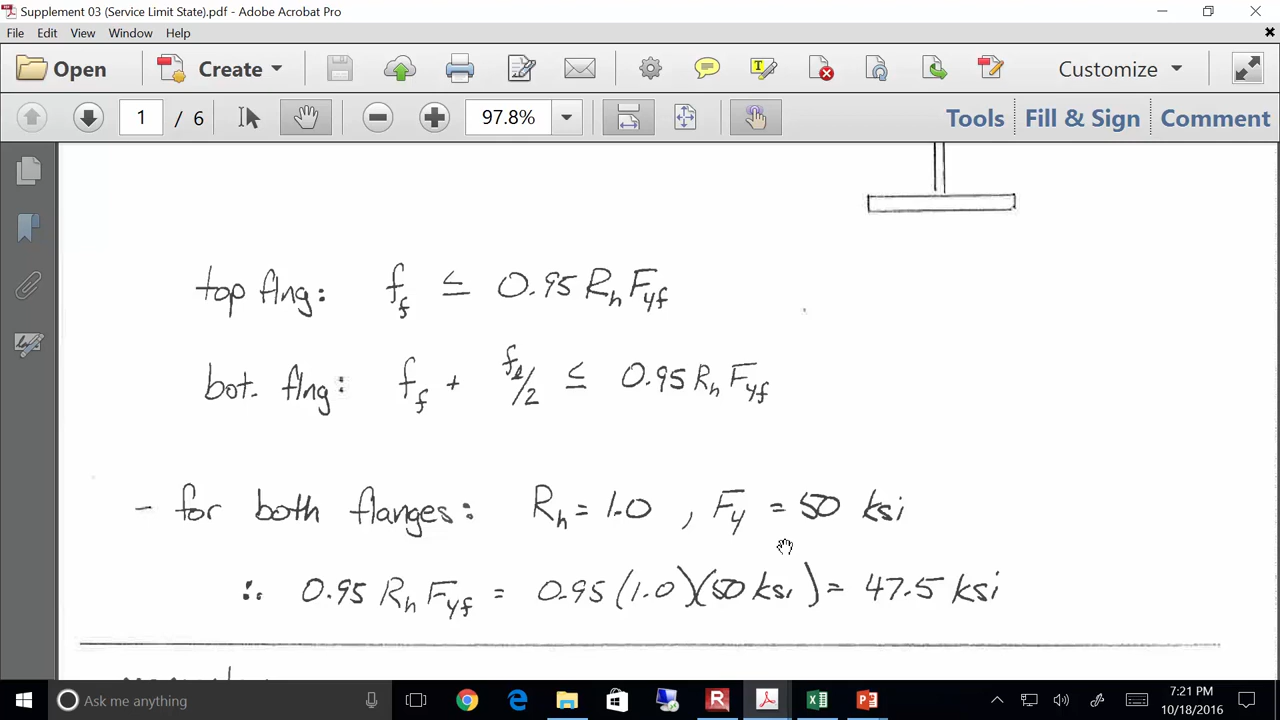 Supplement 03 (Service Limit State).pdf - Adobe Acrobat Pro
File Edit View Window Help
Open Create Customize
1 / 6 97.8% Tools Fill & Sign Comment
top flng: f_f ≤ 0.95 R_h F_yf
bot. flng: f_f + f_ℓ/2 ≤ 0.95 R_h F_yf
- for both flanges: R_h = 1.0 , F_y = 50 ksi
∴ 0.95 R_h F_yf = 0.95 (1.0)(50 ksi) = 47.5 ksi
Ask me anything
7:21 PM
10/18/2016